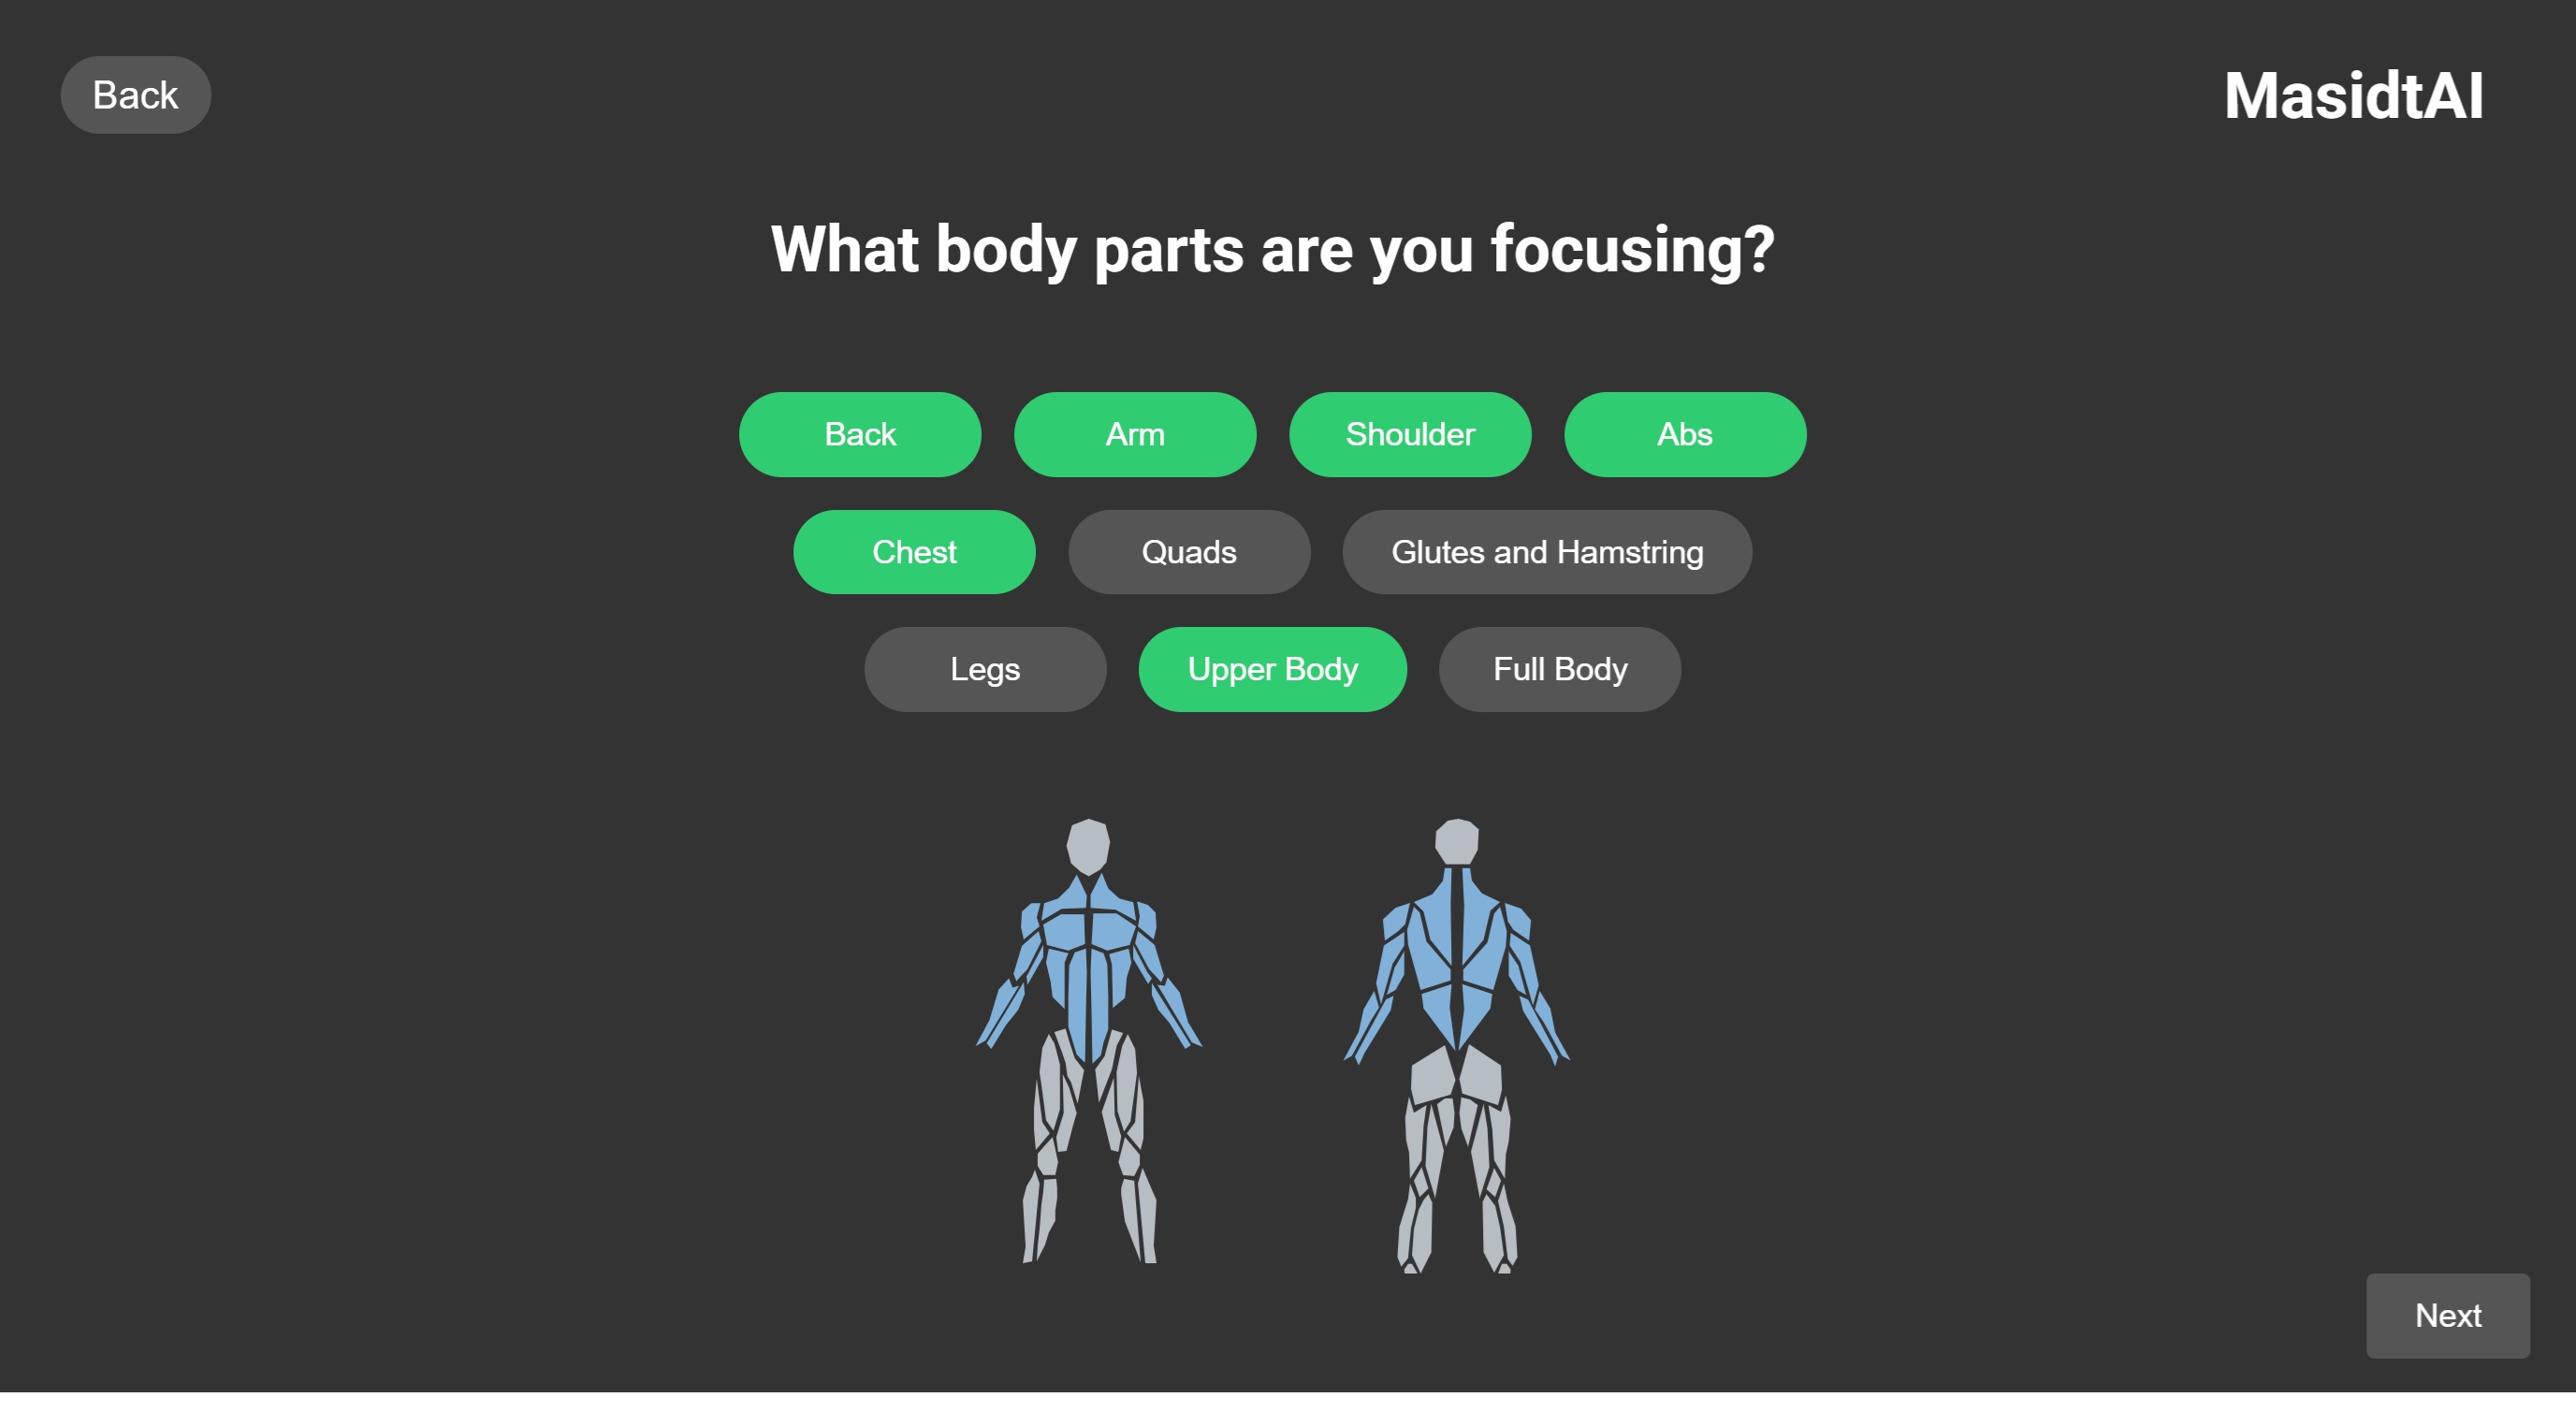 Back
MasidtAI
What body parts are you focusing?
Back Arm Shoulder Abs
Chest Quads Glutes and Hamstring
Legs Upper Body Full Body
Next